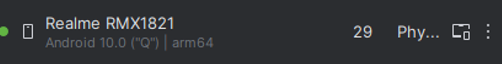 Realme RMX1821
Android 10.0 ("Q") | arm64
29
Phy...